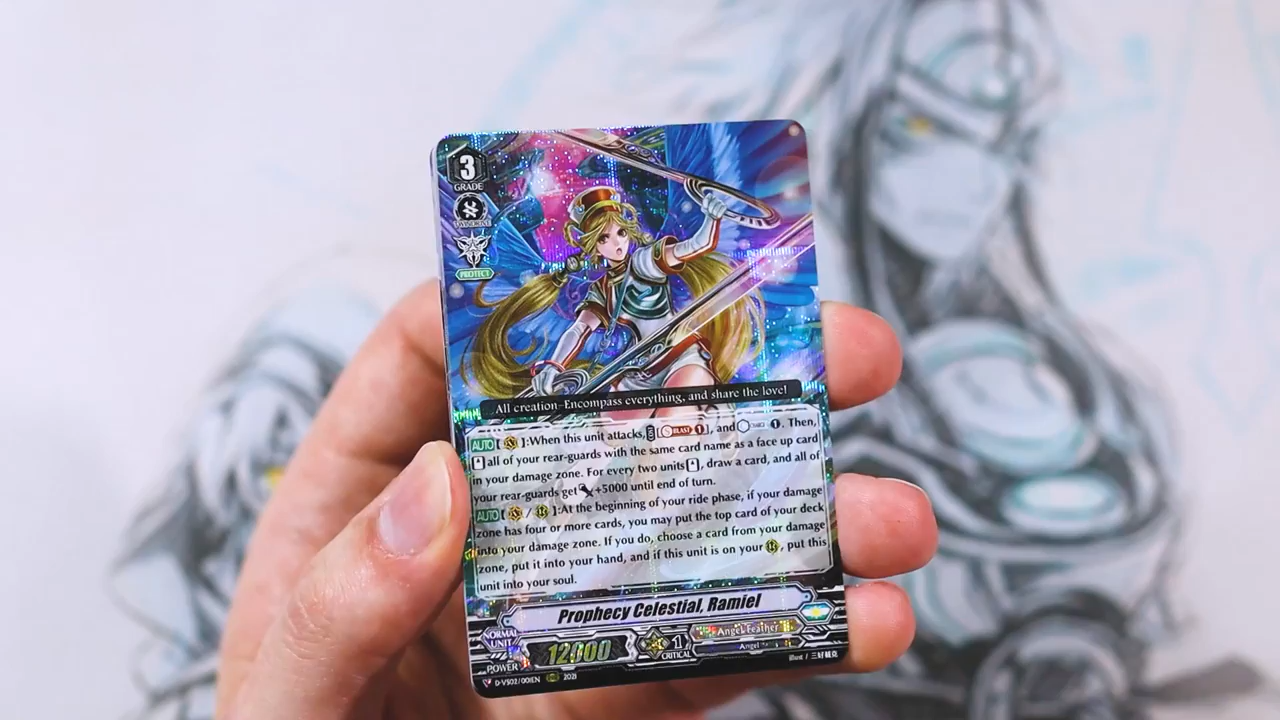 3
GRADE
PROTECT
All creation–Encompass everything, and share the love!
AUTO [ ]:When this unit attacks, [ BLAST 1 ], and 1 . Then,
all of your rear-guards with the same card name as a face up card
in your damage zone. For every two units , draw a card, and all of
your rear-guards get +5000 until end of turn.
AUTO [ / ]:At the beginning of your ride phase, if your damage
zone has four or more cards, you may put the top card of your deck
into your damage zone. If you do, choose a card from your damage
zone, put it into your hand, and if this unit is on your , put this
unit into your soul.
Prophecy Celestial, Ramiel
NORMAL
UNIT
POWER
12000
1
CRITICAL
Angel Feather
Angel
D-VS02/001EN RRR 2021
illust /